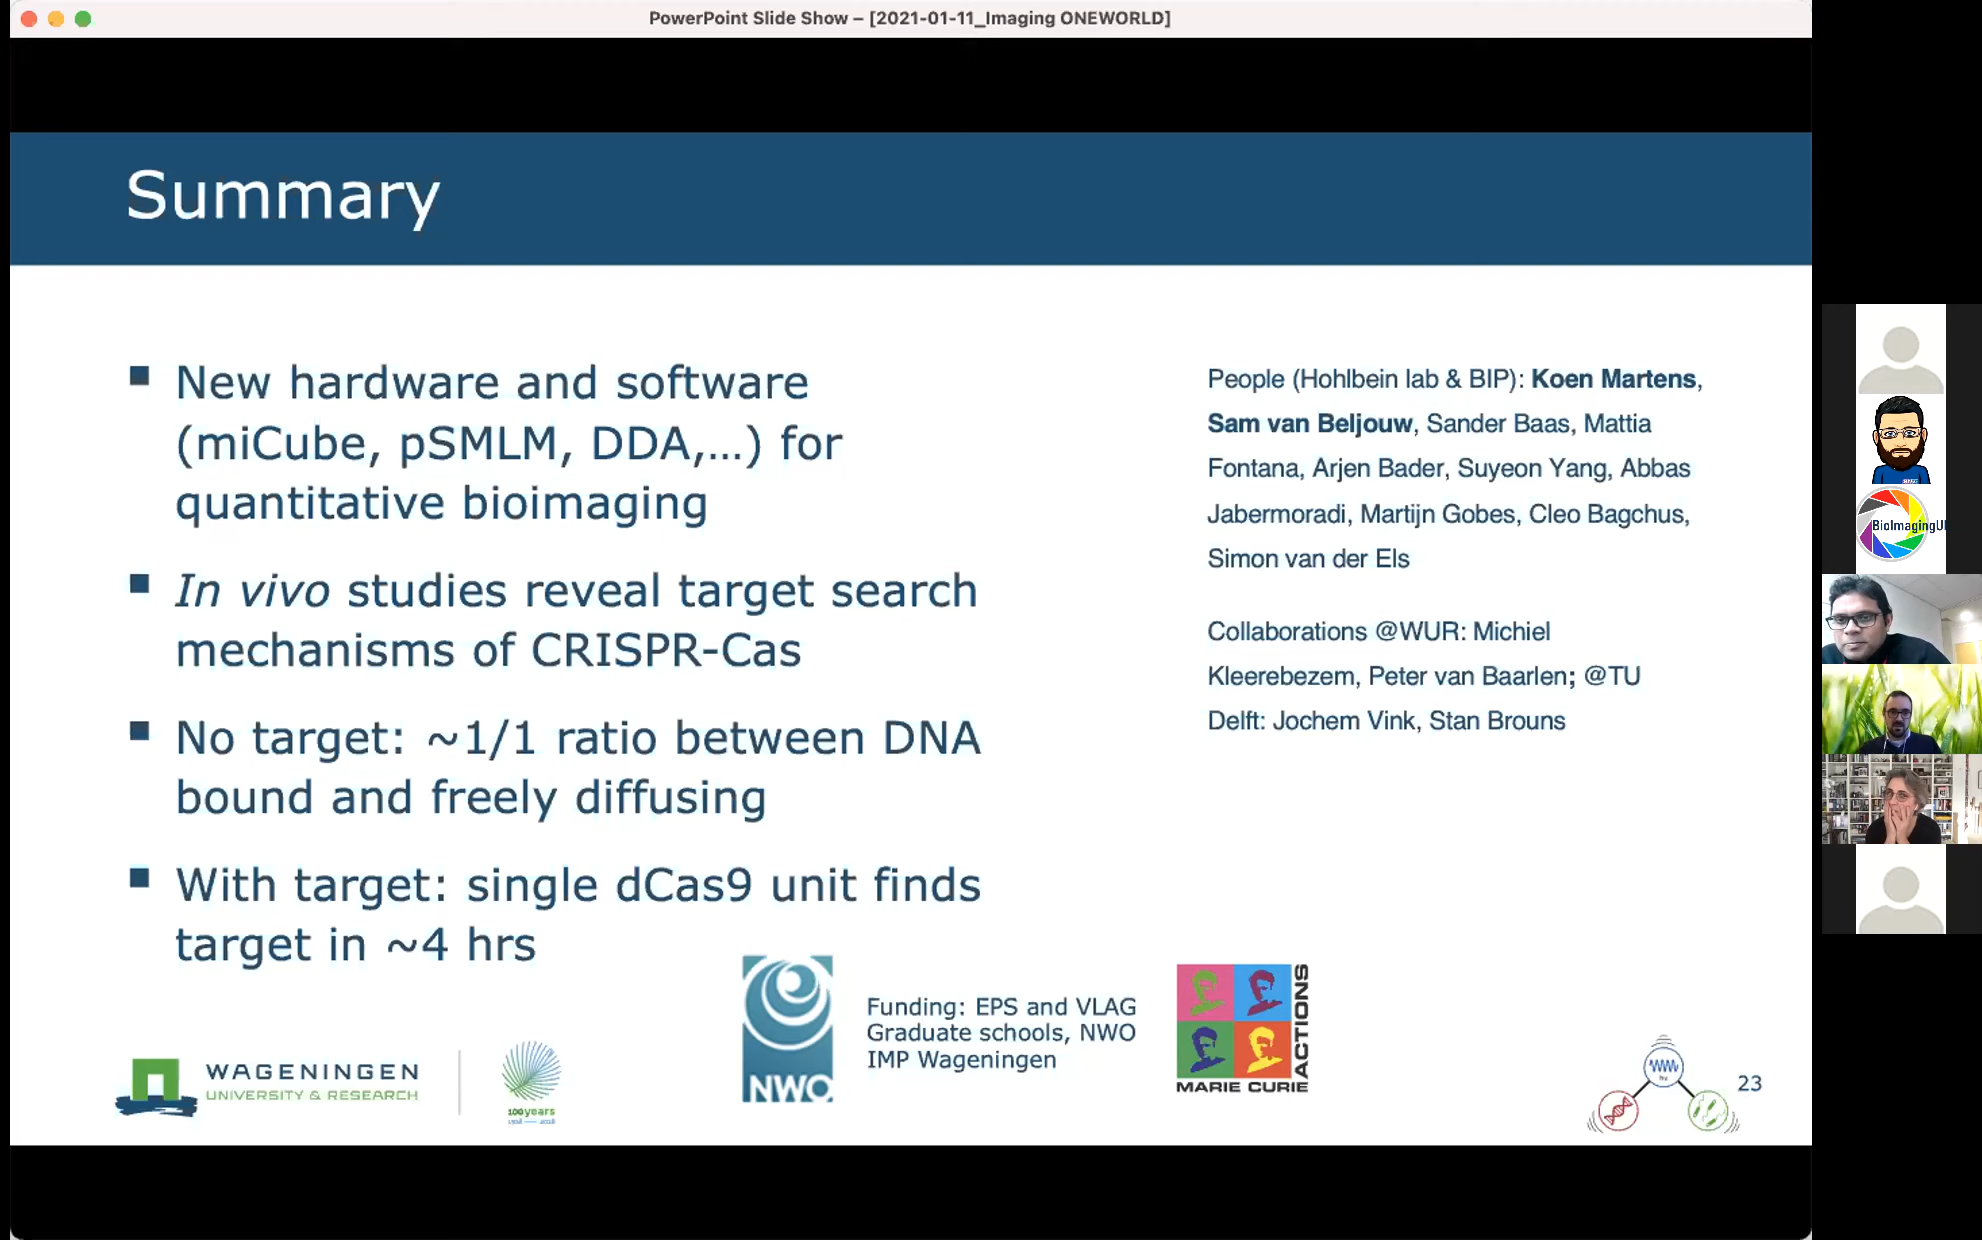 PowerPoint Slide Show – [2021-01-11_Imaging ONEWORLD]
Summary
New hardware and software
(miCube, pSMLM, DDA,...) for
quantitative bioimaging
In vivo studies reveal target search
mechanisms of CRISPR-Cas
No target: ~1/1 ratio between DNA
bound and freely diffusing
With target: single dCas9 unit finds
target in ~4 hrs
People (Hohlbein lab & BIP): Koen Martens,
Sam van Beljouw, Sander Baas, Mattia
Fontana, Arjen Bader, Suyeon Yang, Abbas
Jabermoradi, Martijn Gobes, Cleo Bagchus,
Simon van der Els
Collaborations @WUR: Michiel
Kleerebezem, Peter van Baarlen; @TU
Delft: Jochem Vink, Stan Brouns
WAGENINGEN
UNIVERSITY & RESEARCH
100years
NWO
Funding: EPS and VLAG
Graduate schools, NWO
IMP Wageningen
MARIE CURIE
ACTIONS
23
BioImagingU